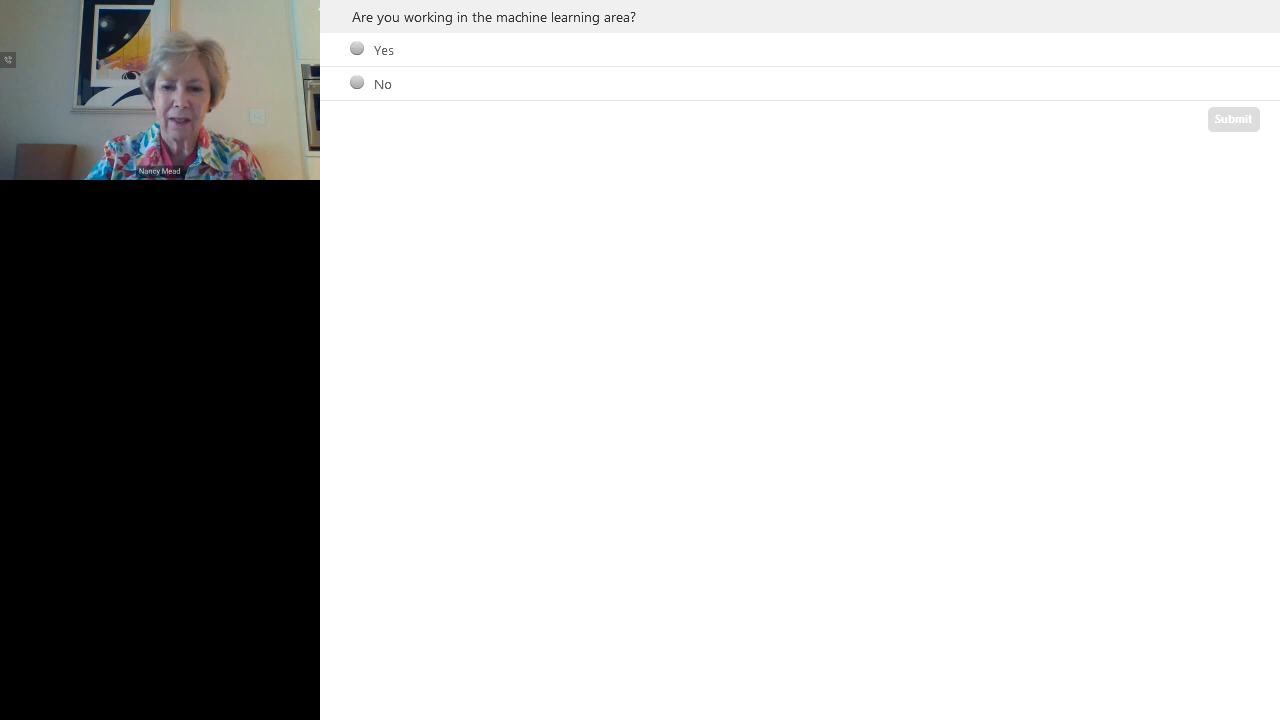 Are you working in the machine learning area?
Yes
No
Submit
Nancy Mead